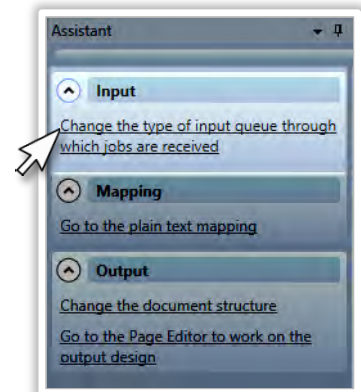 Assistant
Input
Change the type of input queue through
which jobs are received
Mapping
Go to the plain text mapping
Output
Change the document structure
Go to the Page Editor to work on the
output design